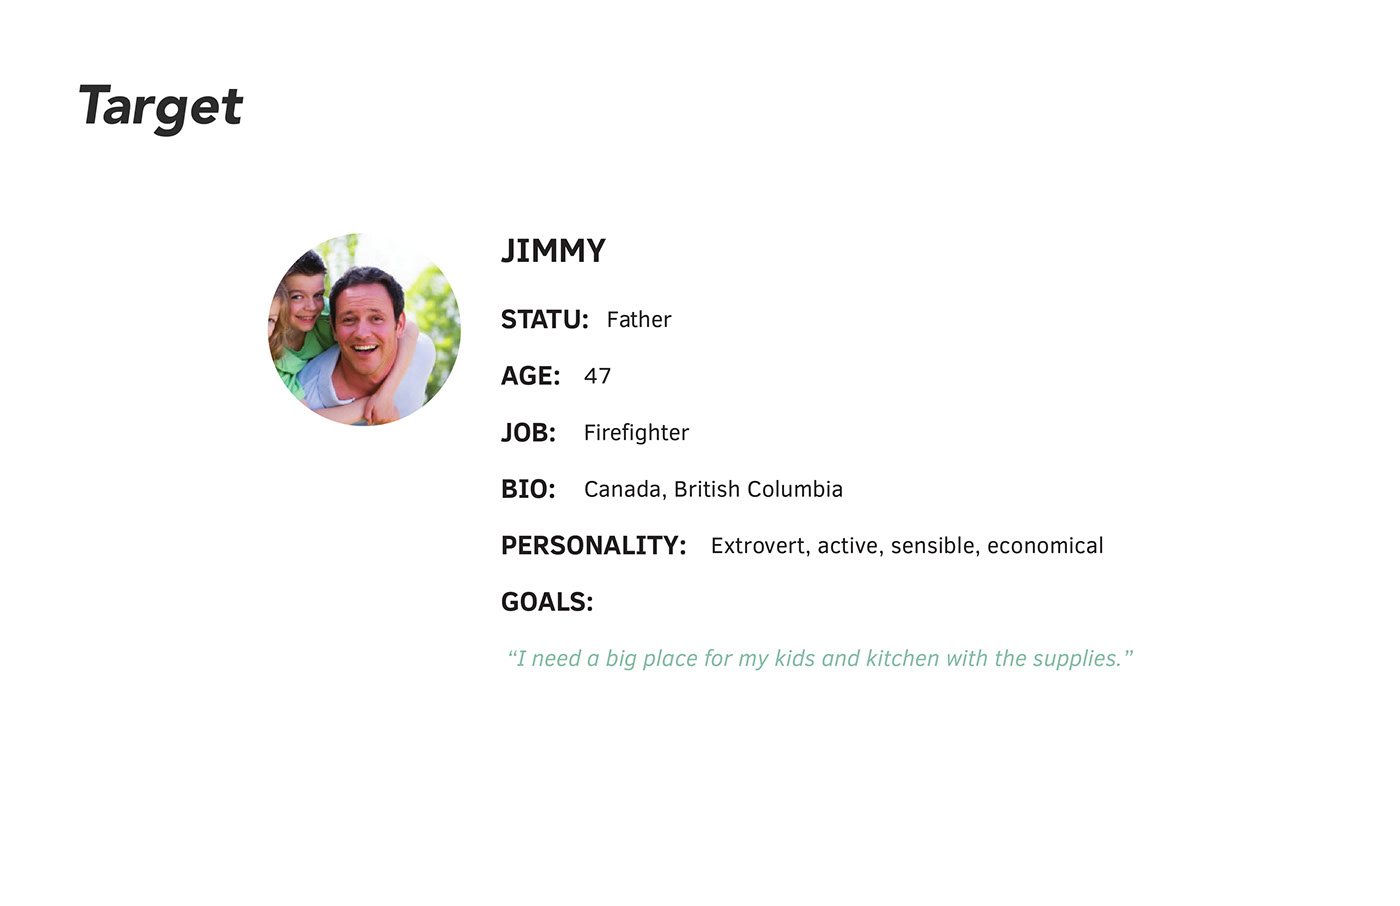 Target
JIMMY
STATU: Father
AGE: 47
JOB: Firefighter
BIO: Canada, British Columbia
PERSONALITY: Extrovert, active, sensible, economical
GOALS:
“I need a big place for my kids and kitchen with the supplies.”